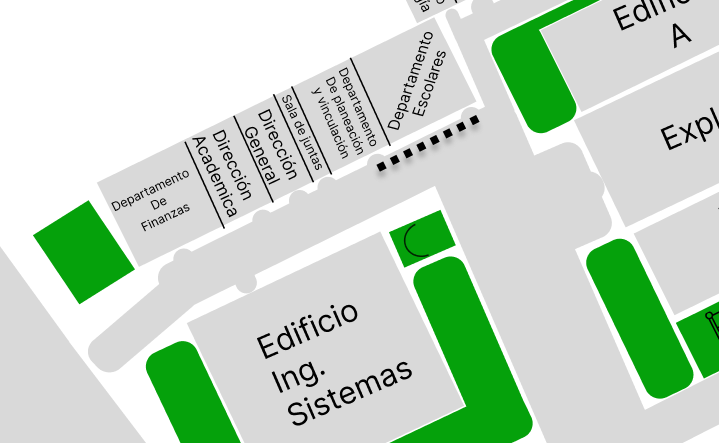 Departamento
De
Finanzas
Dirección
Academica
Dirección
General
Sala de juntas
Departamento
De planeación
y vinculación
Departamento
Escolares
A
Edificio
Ing.
Sistemas